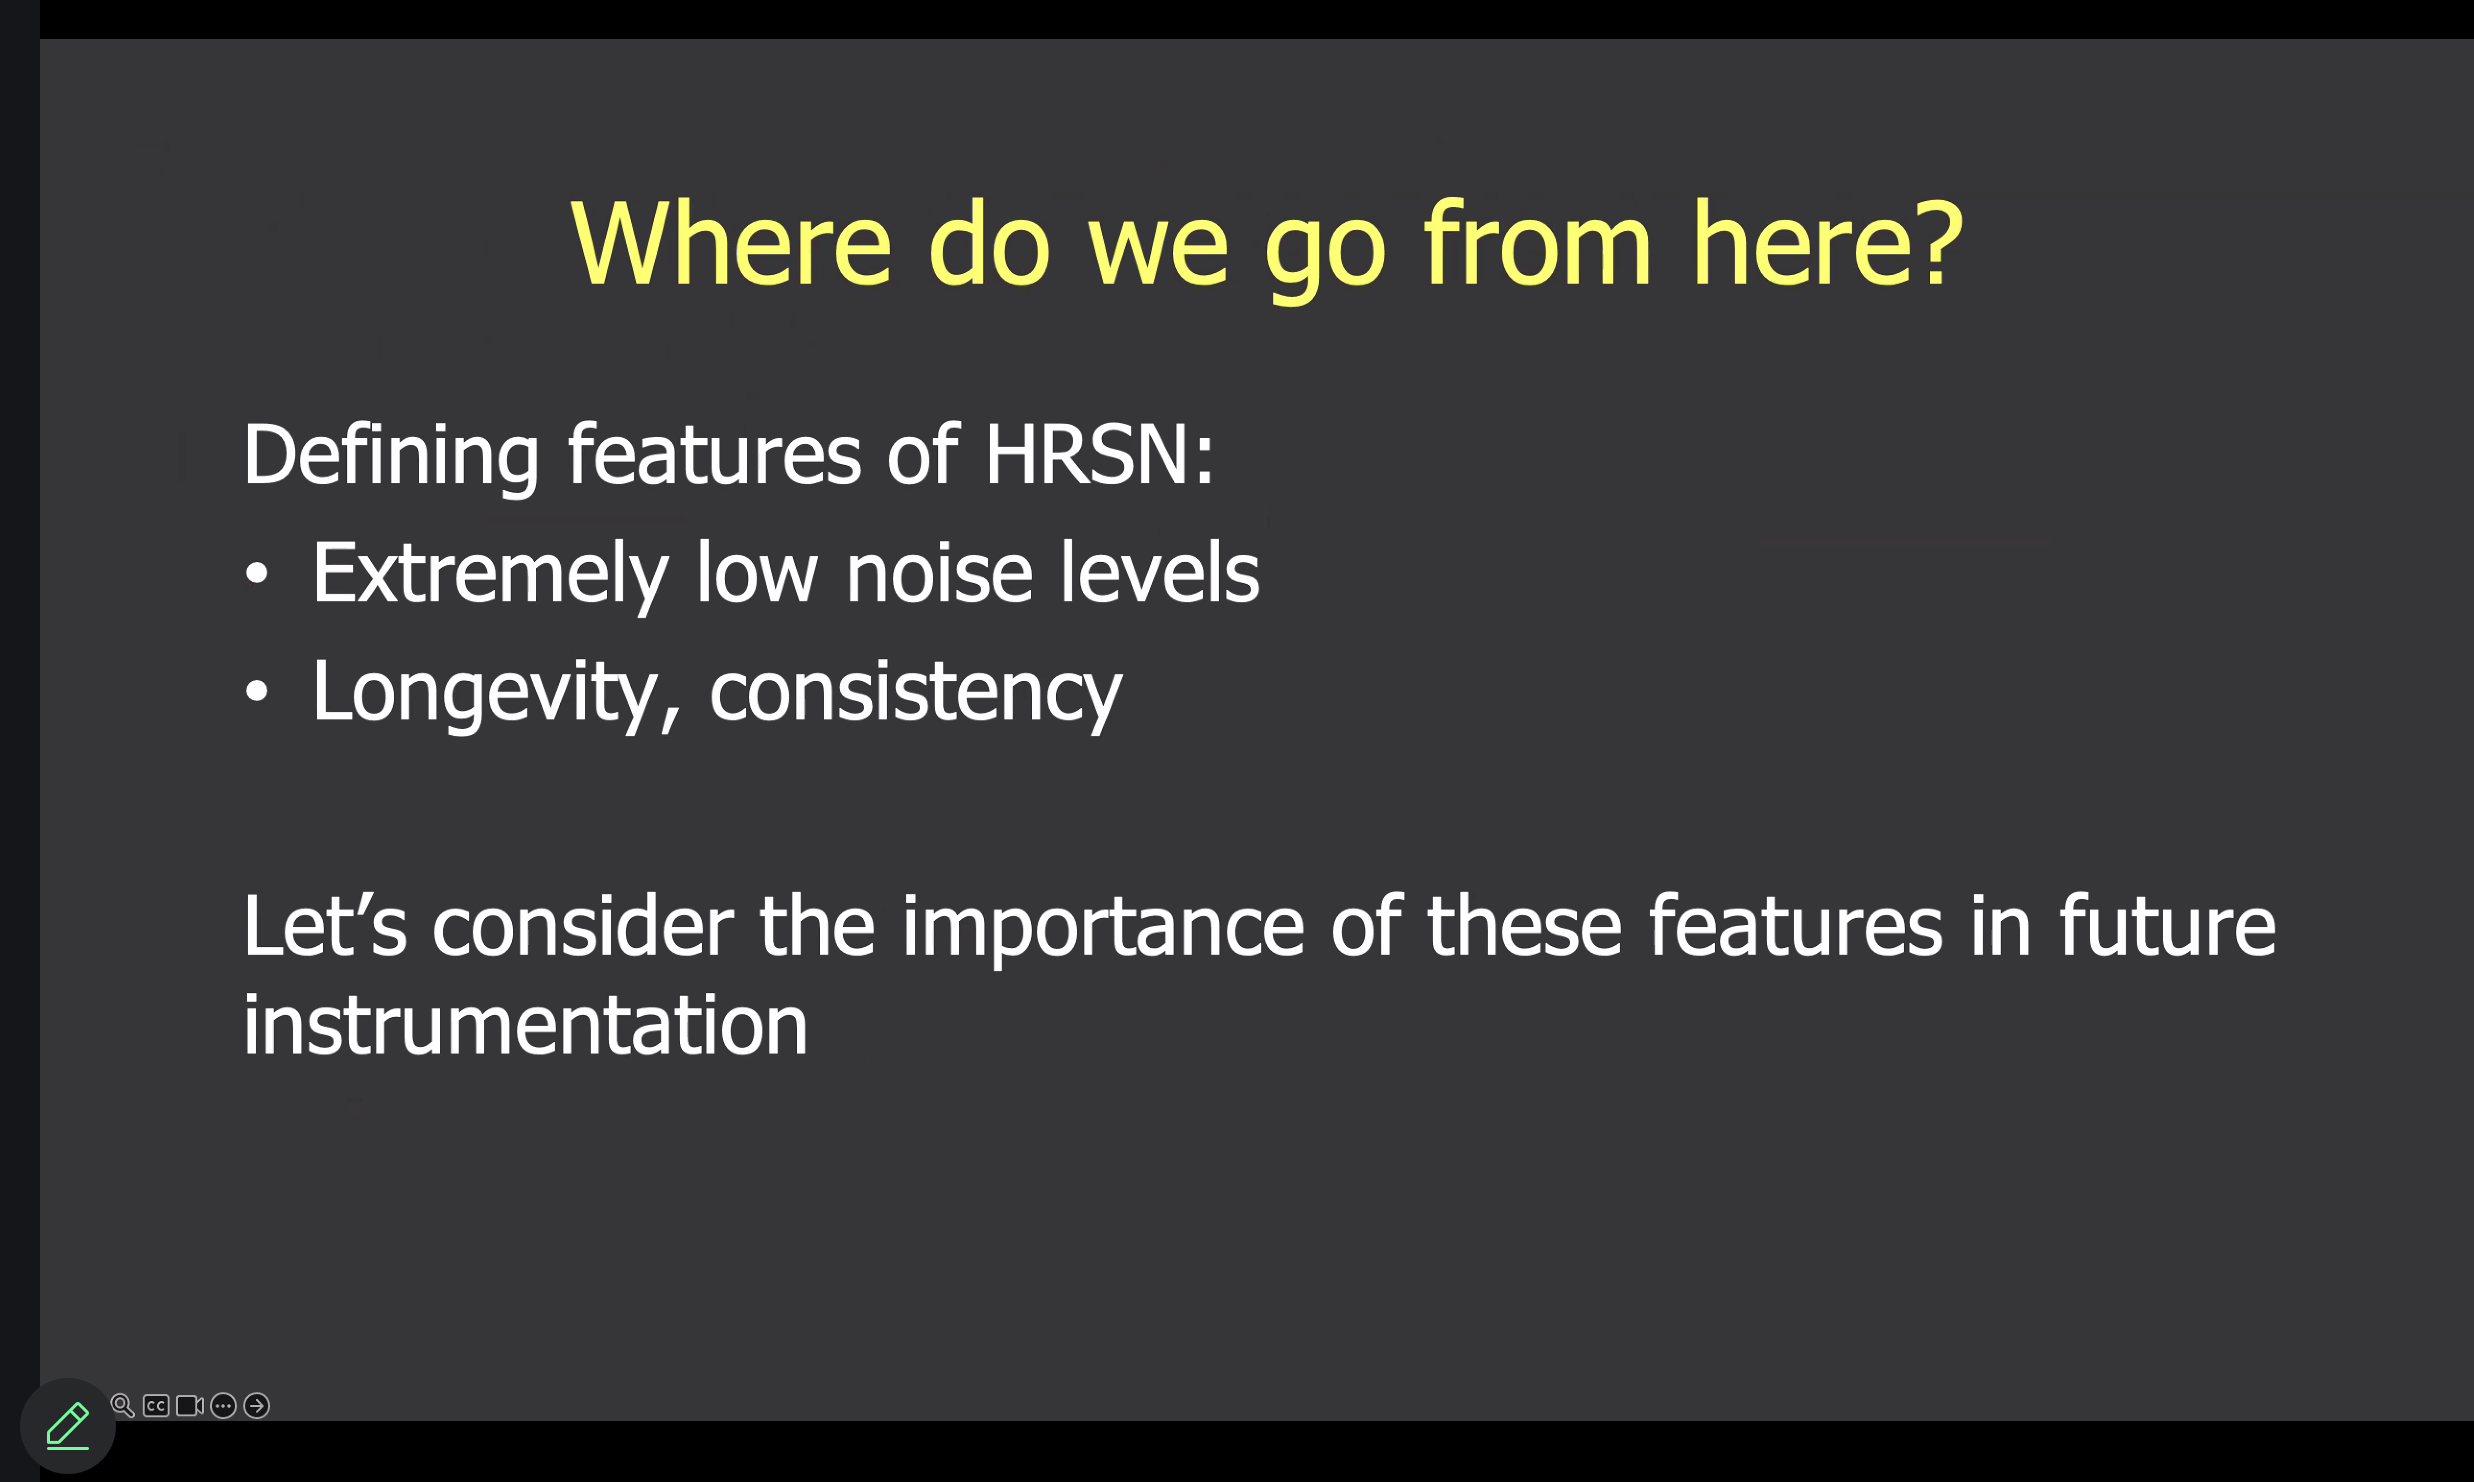 Where do we go from here?
Defining features of HRSN:
• Extremely low noise levels
• Longevity, consistency
Let’s consider the importance of these features in future
instrumentation
CC